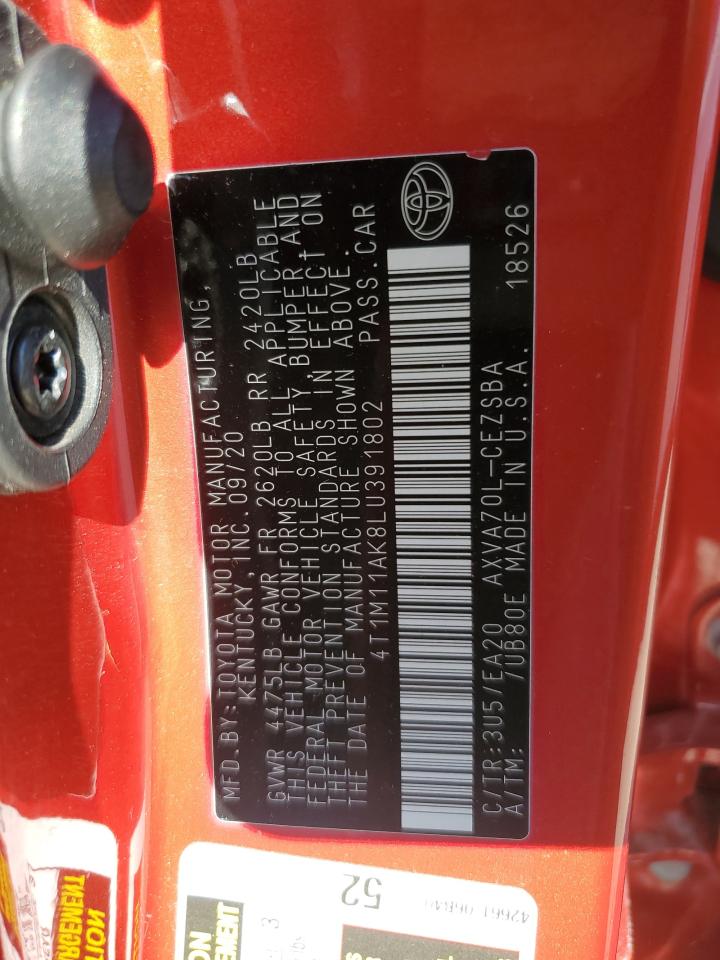 MFD.BY:TOYOTA MOTOR MANUFACTURING,
KENTUCKY, INC. 09/20
GVWR 4475LB GAWR FR 2620LB RR 2420LB
THIS VEHICLE CONFORMS TO ALL APPLICABLE
FEDERAL MOTOR VEHICLE SAFETY,BUMPER,AND
THEFT PREVENTION STANDARDS IN EFFECT ON
THE DATE OF MANUFACTURE SHOWN ABOVE.
4T1M11AK8LU391802 PASS.CAR
C/TR:3U5/EA20 AXVA70L-CEZSBA
A/TM: /UB80E MADE IN U.S.A. 18526
52
3